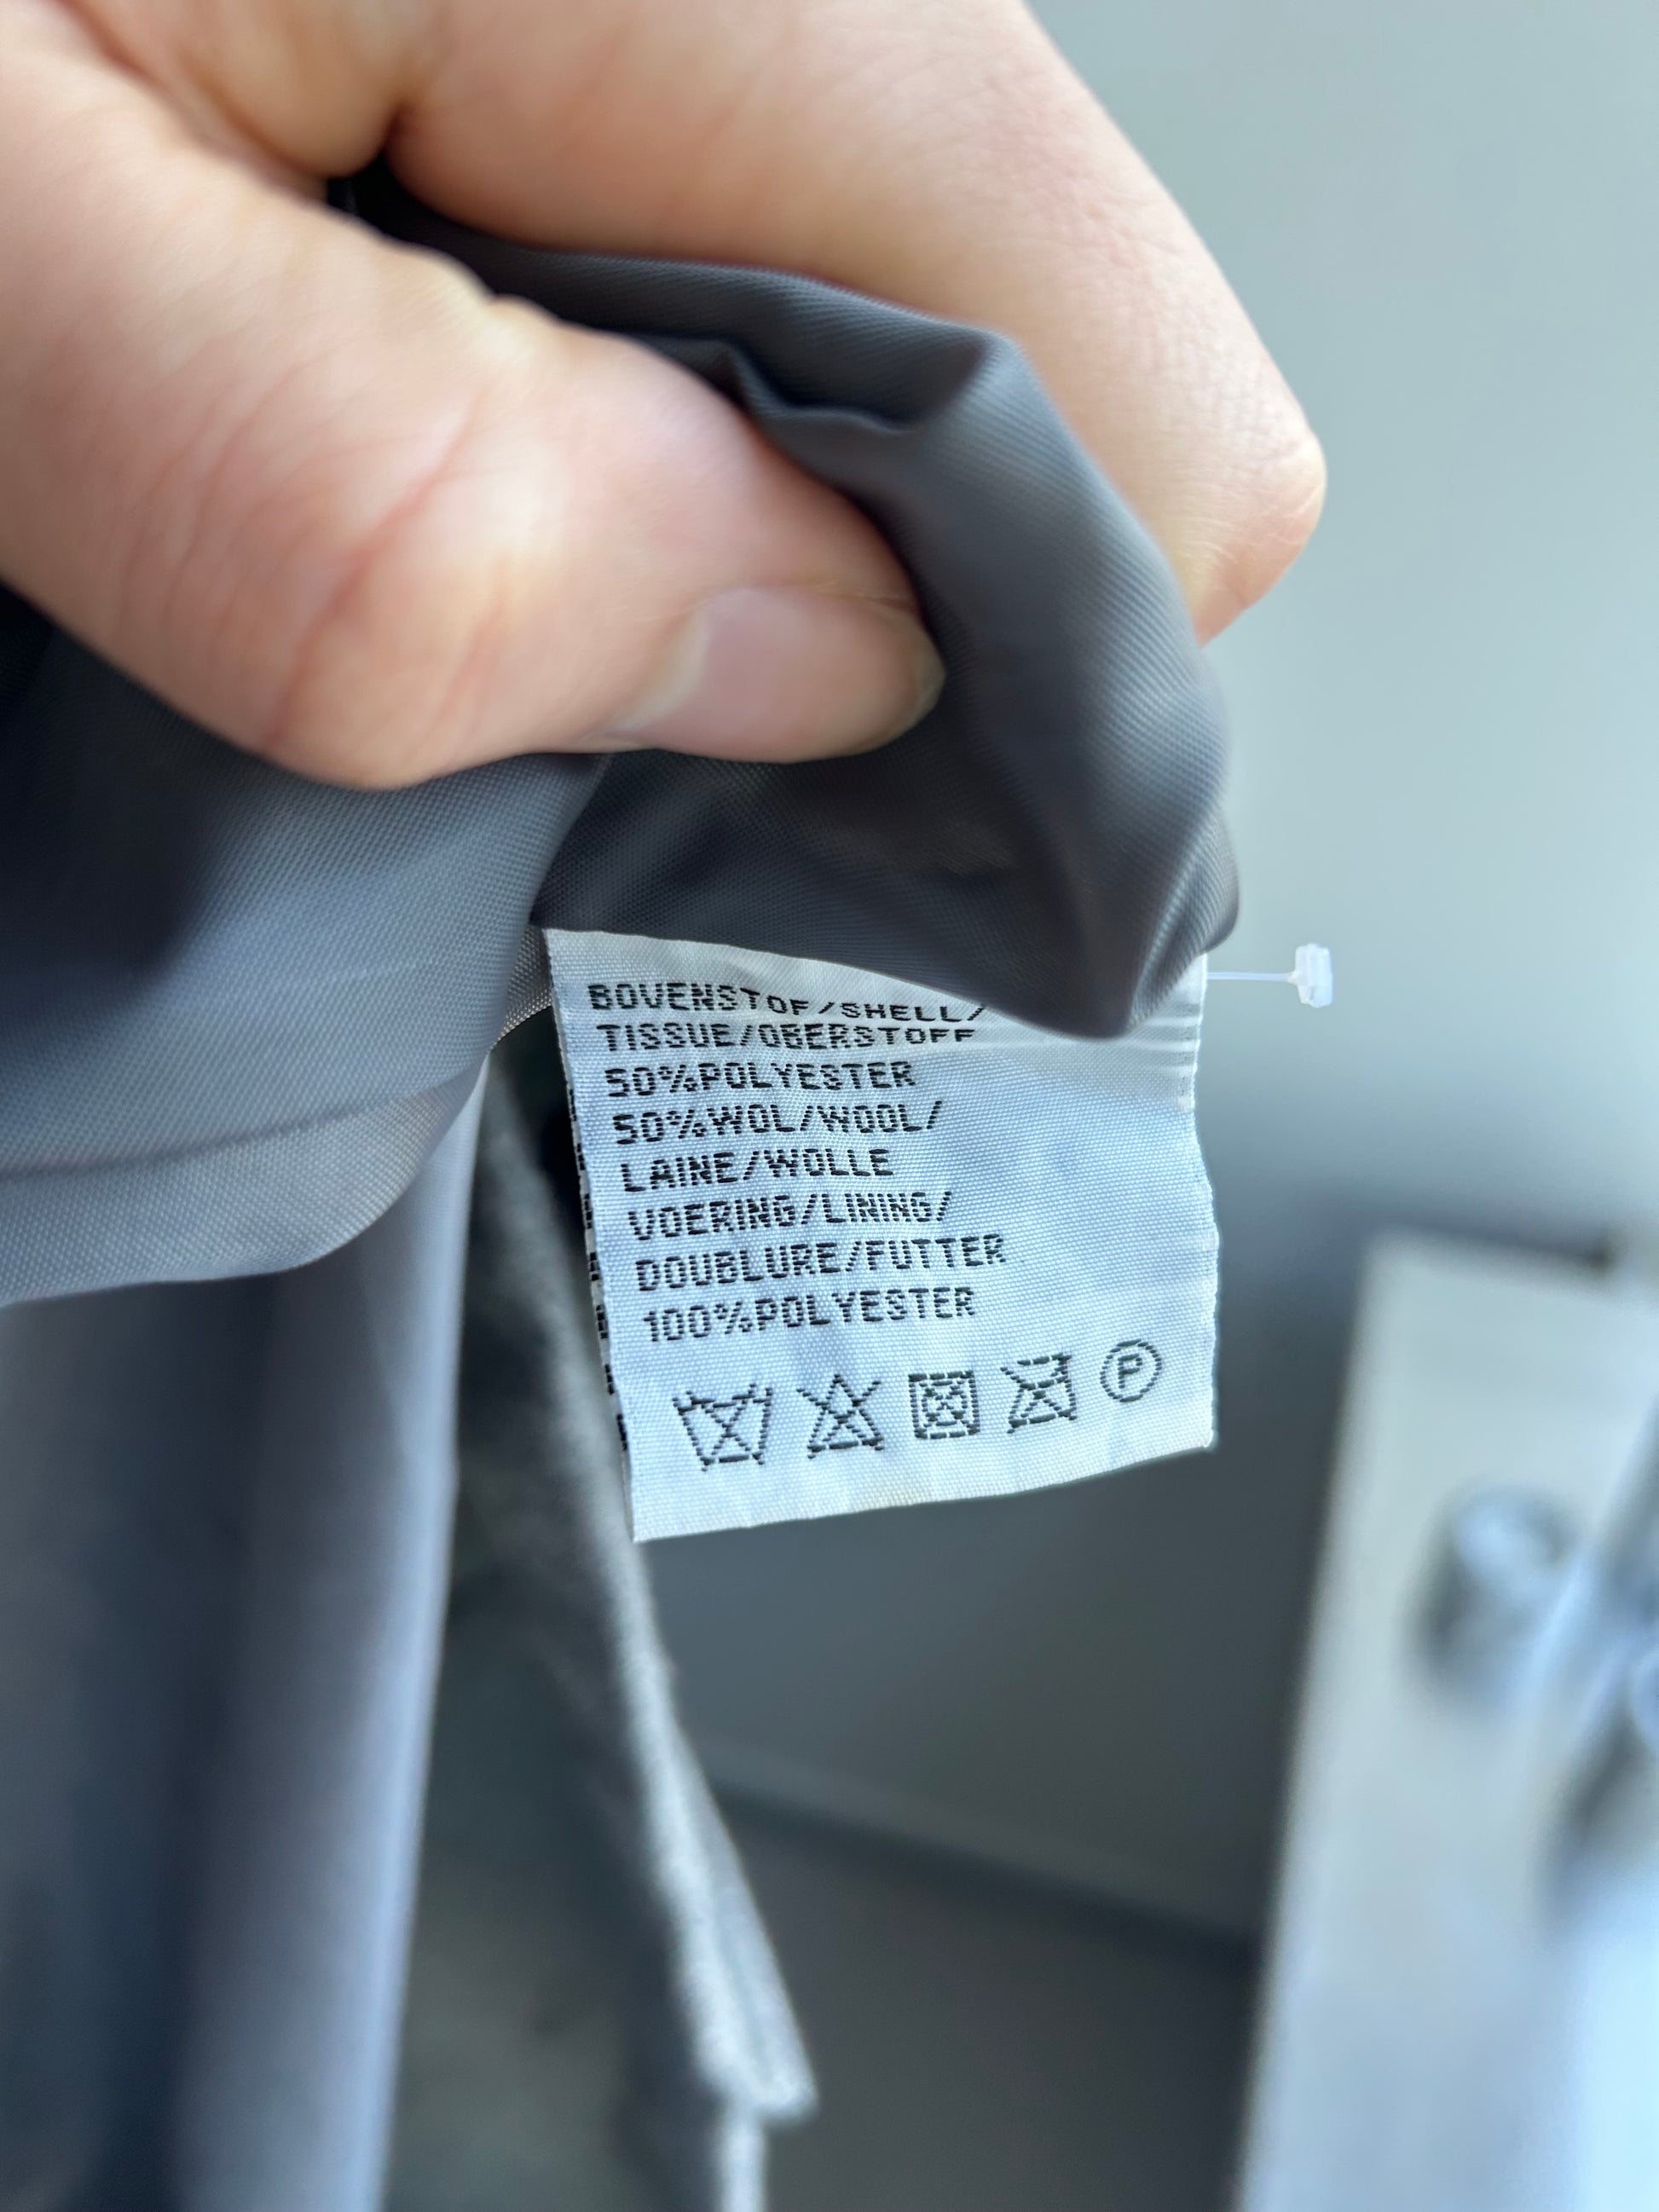 BOVENSTOF/SHELL/
TISSUE/OBERSTOFF
50%POLYESTER
50%WOL/WOOL/
LAINE/WOLLE
VOERING/LINING/
DOUBLURE/FUTTER
100%POLYESTER
P